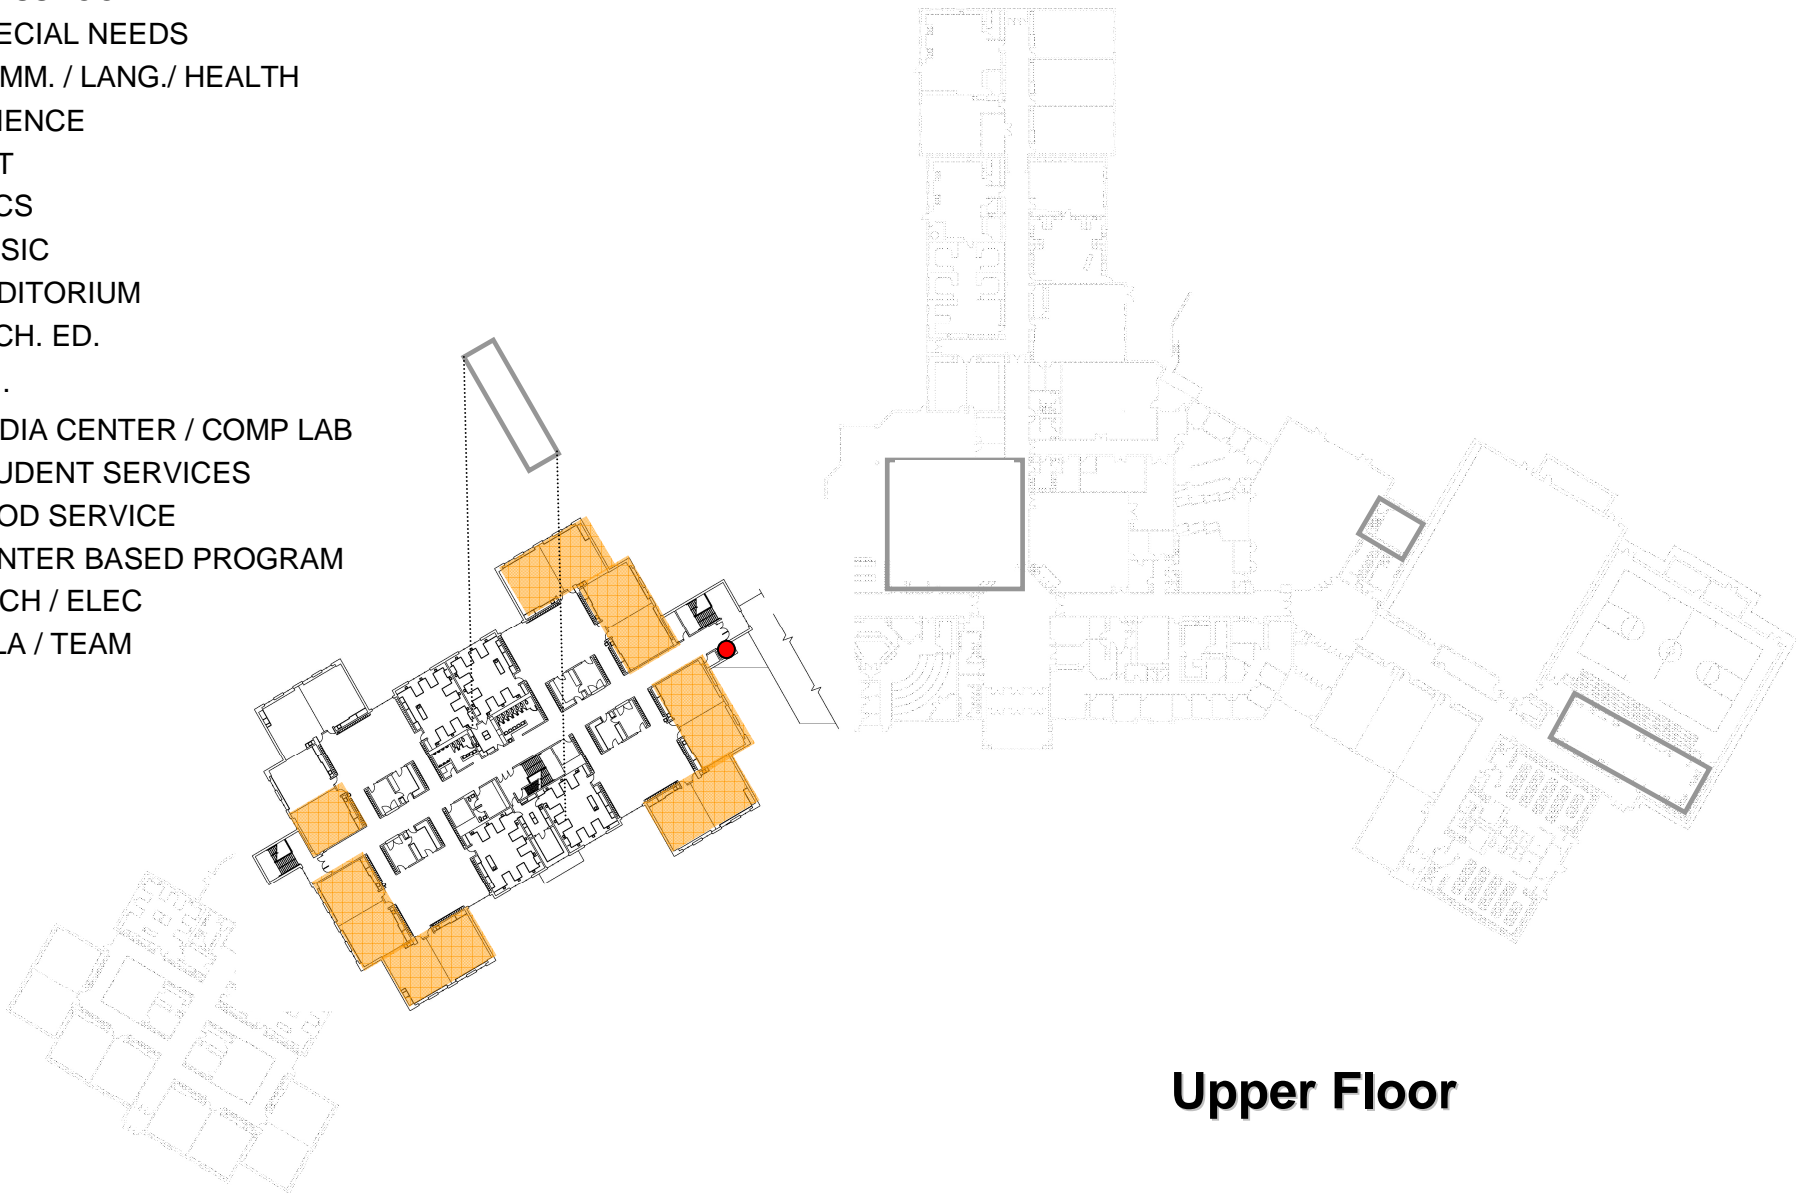 ECIAL NEEDS
MM. / LANG./ HEALTH
IENCE
T
CS
SIC
DITORIUM
CH. ED.
.
DIA CENTER / COMP LAB
UDENT SERVICES
OD SERVICE
NTER BASED PROGRAM
CH / ELEC
LA / TEAM
Upper Floor